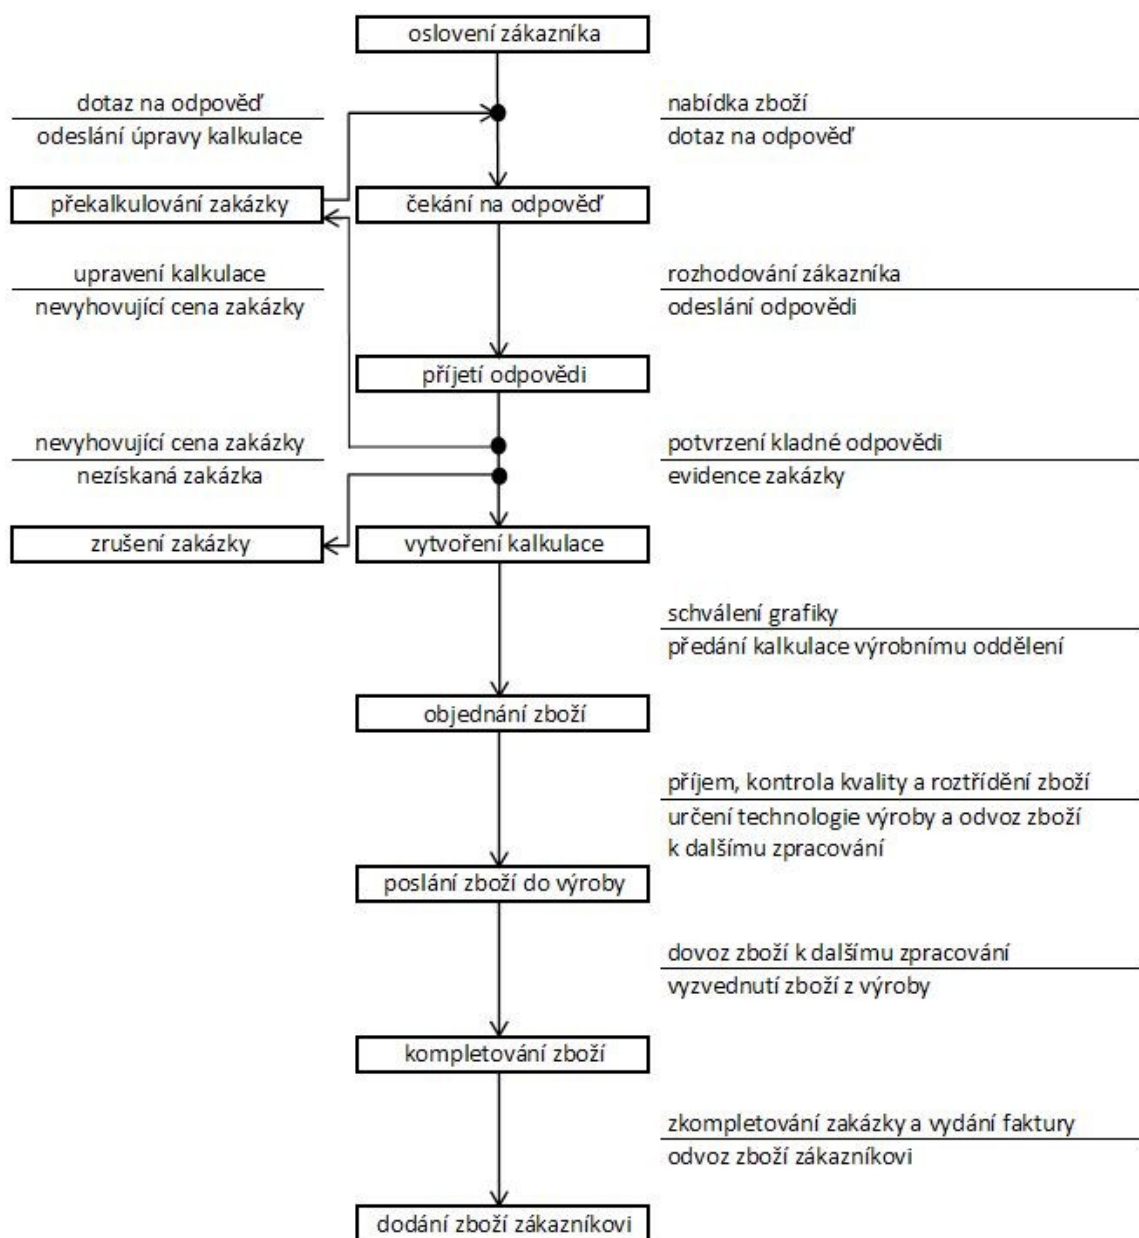 oslovení zákazníka
dotaz na odpověď
odeslání úpravy kalkulace
nabídka zboží
dotaz na odpověď
překalkulování zakázky
čekání na odpověď
upravení kalkulace
nevyhovující cena zakázky
rozhodování zákazníka
odeslání odpovědi
příjetí odpovědi
nevyhovující cena zakázky
nezískaná zakázka
potvrzení kladné odpovědi
evidence zakázky
zrušení zakázky
vytvoření kalkulace
schválení grafiky
předání kalkulace výrobnímu oddělení
objednání zboží
příjem, kontrola kvality a roztřídění zboží
určení technologie výroby a odvoz zboží
k dalšímu zpracování
poslání zboží do výroby
dovoz zboží k dalšímu zpracování
vyzvednutí zboží z výroby
kompletování zboží
zkompletování zakázky a vydání faktury
odvoz zboží zákazníkovi
dodání zboží zákazníkovi